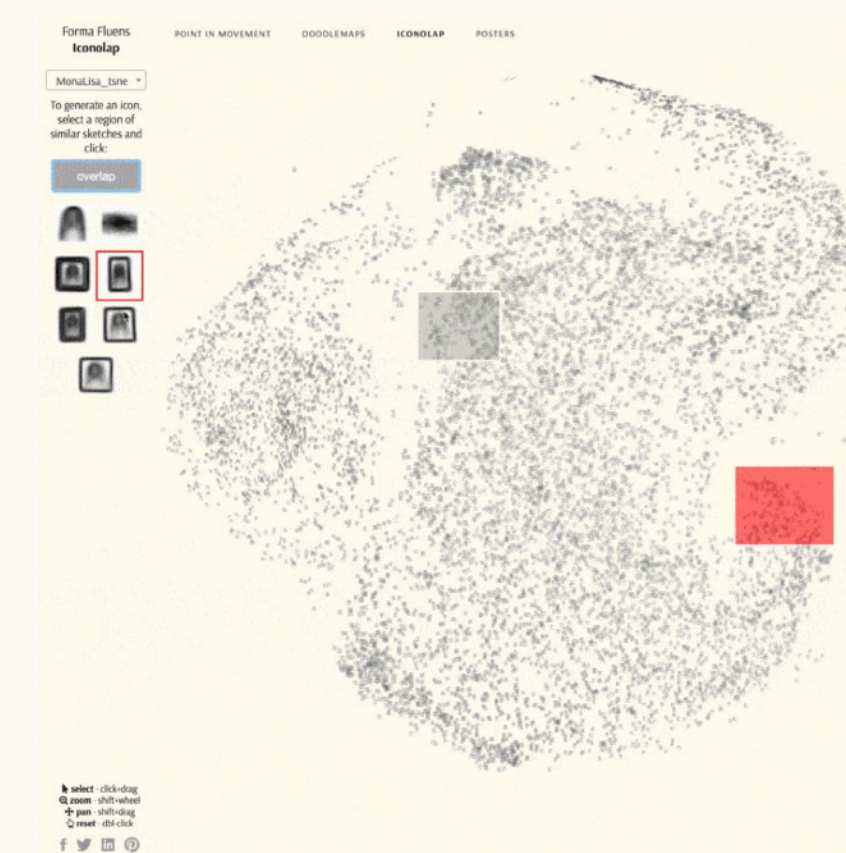 Forma Fluens
Iconolap
POINT IN MOVEMENT DOODLEMAPS ICONOLAP POSTERS
MonaLisa_tsne
To generate an icon,
select a region of
similar sketches and
click:
overlap
select - click+drag
zoom - shift+wheel
pan - shift+drag
reset - dbl-click